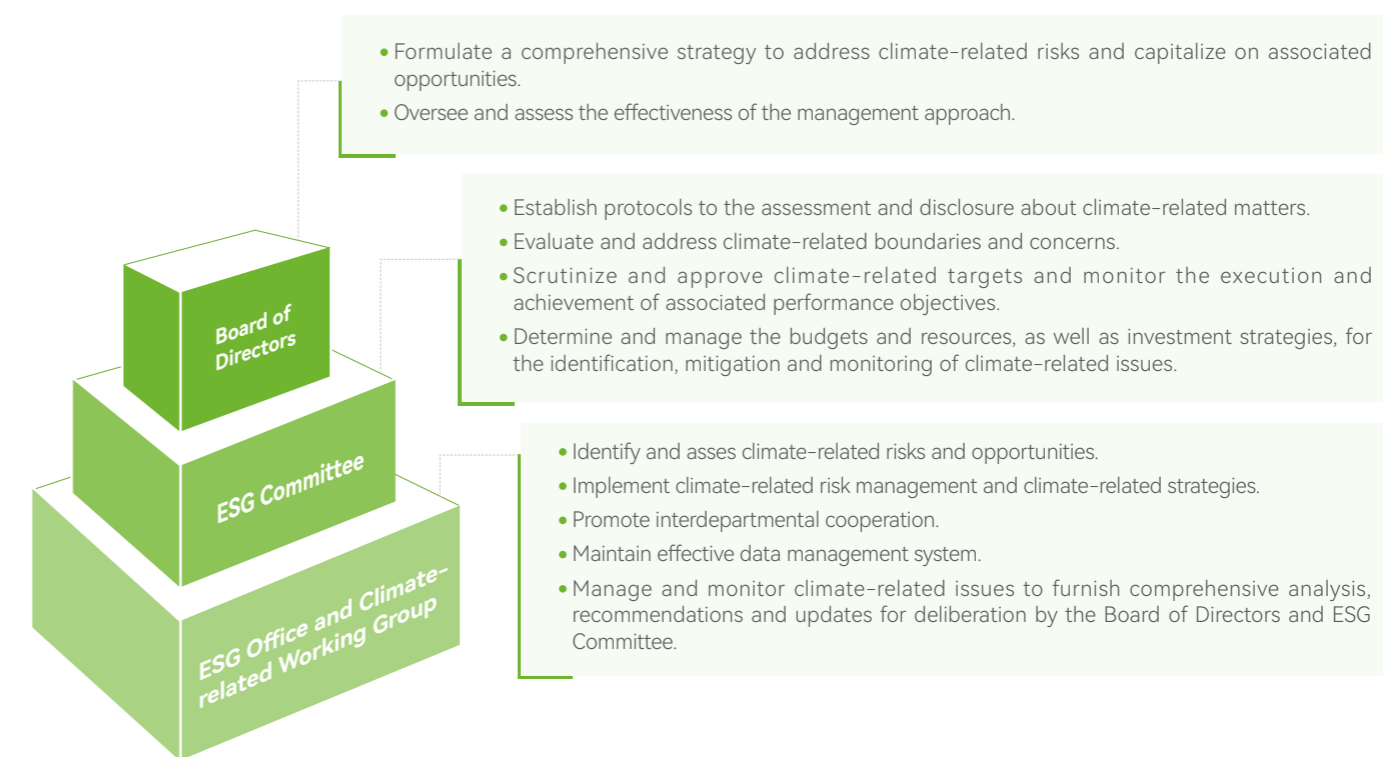 • Formulate a comprehensive strategy to address climate-related risks and capitalize on associated
opportunities.
• Oversee and assess the effectiveness of the management approach.
• Establish protocols to the assessment and disclosure about climate-related matters.
• Evaluate and address climate-related boundaries and concerns.
• Scrutinize and approve climate-related targets and monitor the execution and
achievement of associated performance objectives.
• Determine and manage the budgets and resources, as well as investment strategies, for
the identification, mitigation and monitoring of climate-related issues.
• Identify and asses climate-related risks and opportunities.
• Implement climate-related risk management and climate-related strategies.
• Promote interdepartmental cooperation.
• Maintain effective data management system.
• Manage and monitor climate-related issues to furnish comprehensive analysis,
recommendations and updates for deliberation by the Board of Directors and ESG
Committee.
Board of
Directors
ESG Committee
ESG Office and Climate-
related Working Group